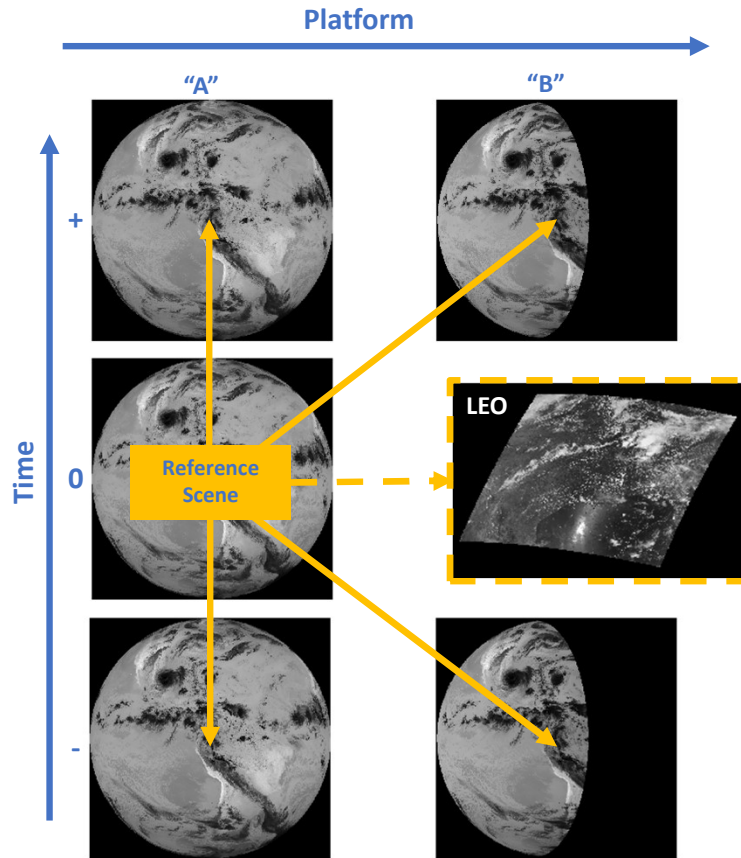 Platform
“A”
“B”
+
Time
0
Reference
Scene
LEO
-